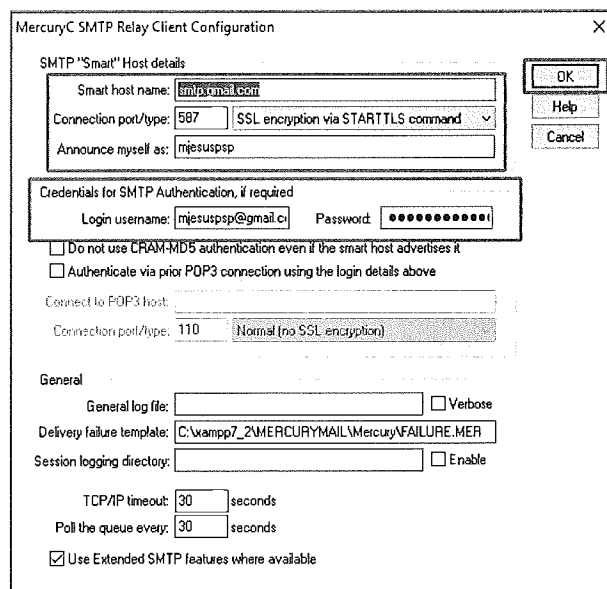 MercuryC SMTP Relay Client Configuration
SMTP "Smart" Host details
OK
Smart host name: smtp.gmail.com
Help
Connection port/type: 587 SSL encryption via STARTTLS command
Cancel
Announce myself as: mjesuspsp
Credentials for SMTP Authentication, if required
Login username: mjesuspsp@gmail.c Password: ●●●●●●●●●●●●
Do not use CRAM-MD5 authentication even if the smart host advertises it
Authenticate via prior POP3 connection using the login details above
Connect to POP3 host:
Connection port/type: 110 Normal (no SSL encryption)
General
General log file: Verbose
Delivery failure template: C:\xampp7_2\MERCURYMAIL\Mercury\FAILURE.MER
Session logging directory: Enable
TCP/IP timeout: 30 seconds
Poll the queue every: 30 seconds
Use Extended SMTP features where available